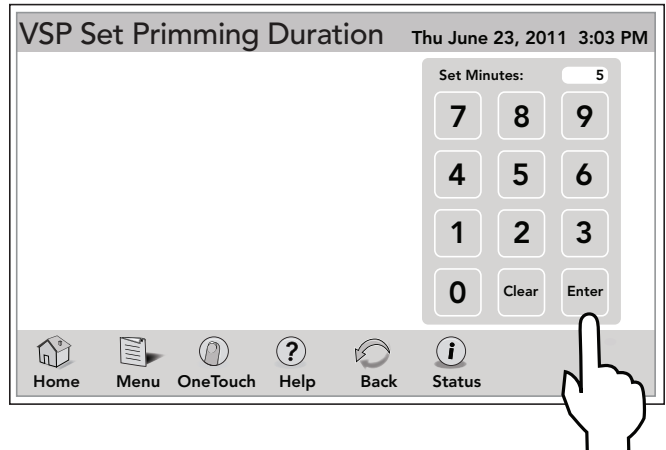 VSP Set Primming Duration Thu June 23, 2011 3:03 PM
Set Minutes: 5
7 8 9
4 5 6
1 2 3
0 Clear Enter
? i
Home Menu OneTouch Help Back Status